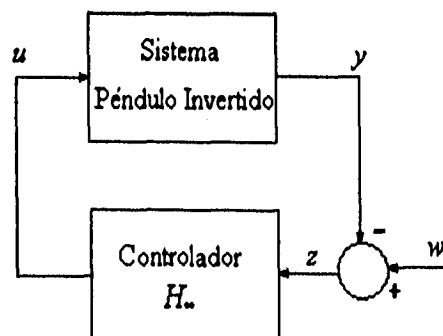 u
Sistema
Péndulo Invertido
y
-
Controlador
H∞
z
w
+